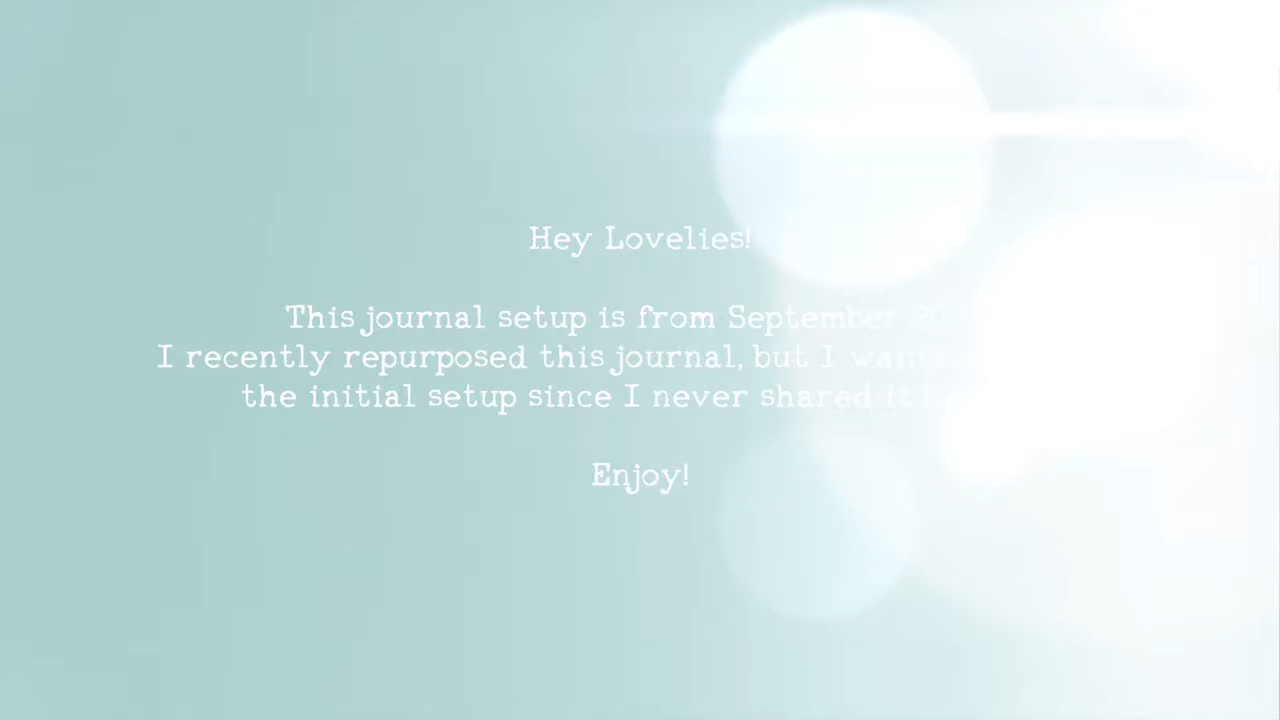 Hey Lovelies!
This journal setup is from September
I recently repurposed this journal, but I
the initial setup since I never shared it
Enjoy!